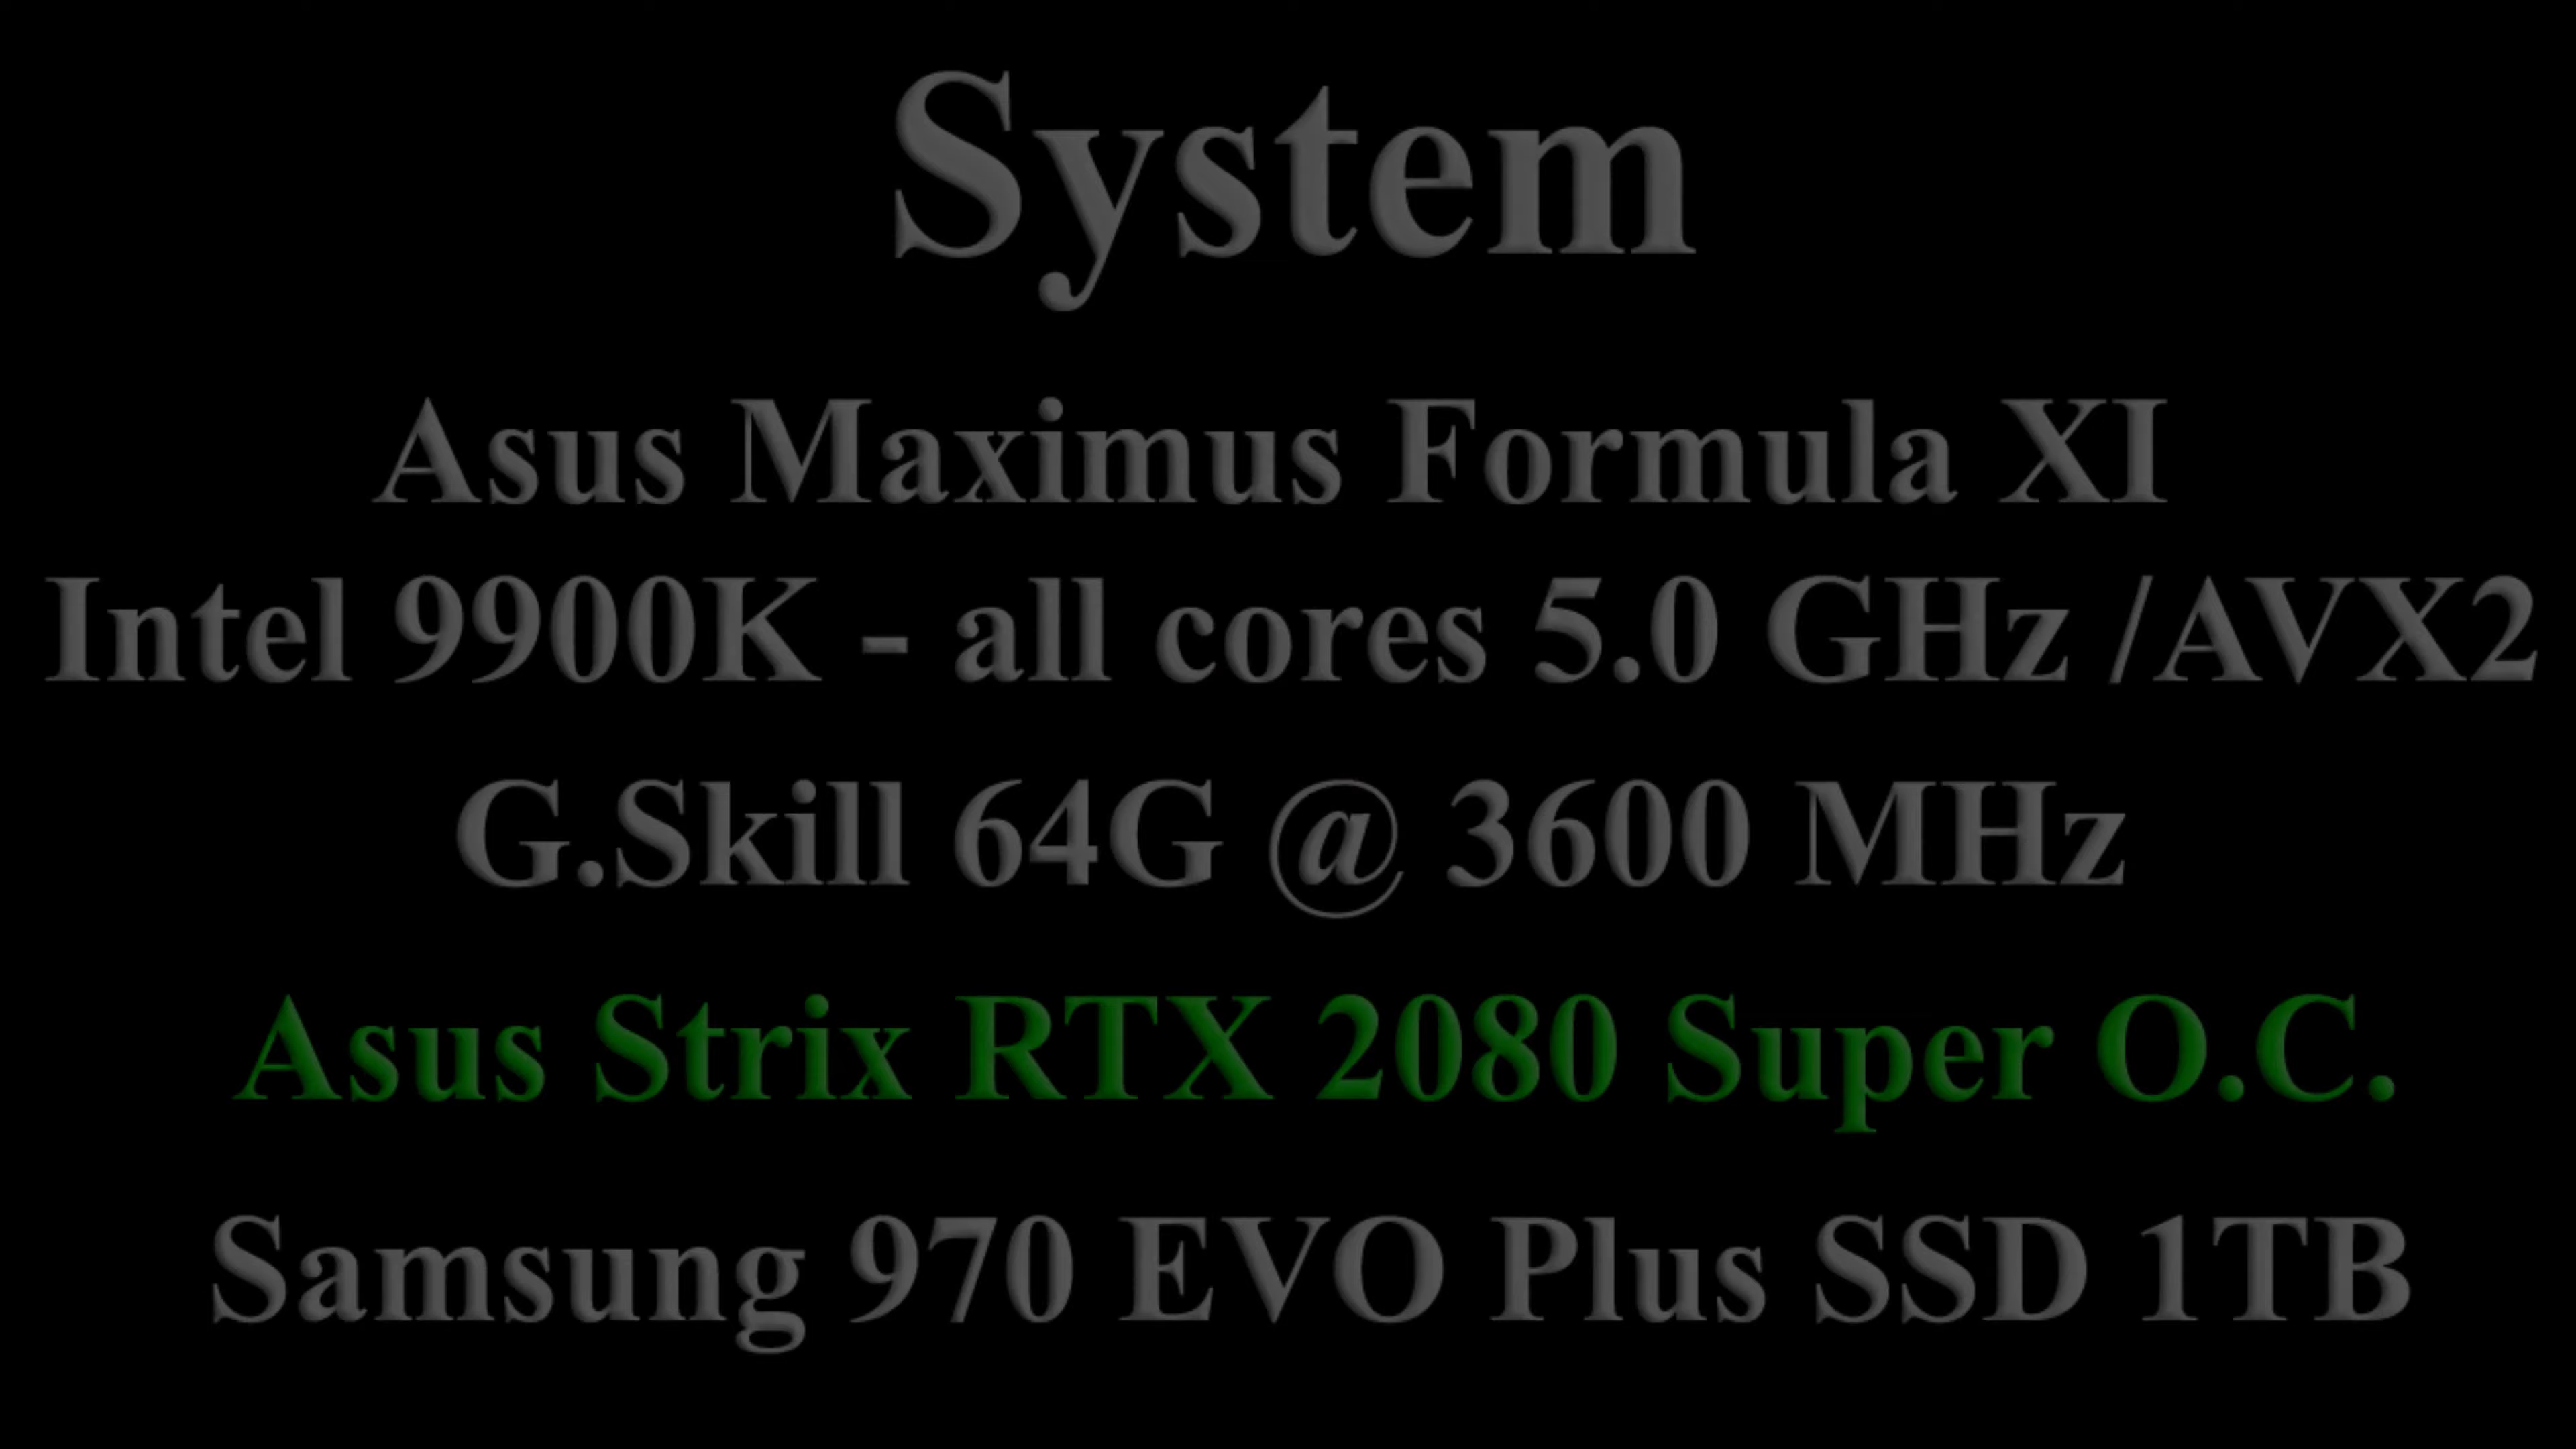 System
Asus Maximus Formula XI
Intel 9900K - all cores 5.0 GHz /AVX2
G.Skill 64G @ 3600 MHz
Asus Strix RTX 2080 Super O.C.
Samsung 970 EVO Plus SSD 1TB